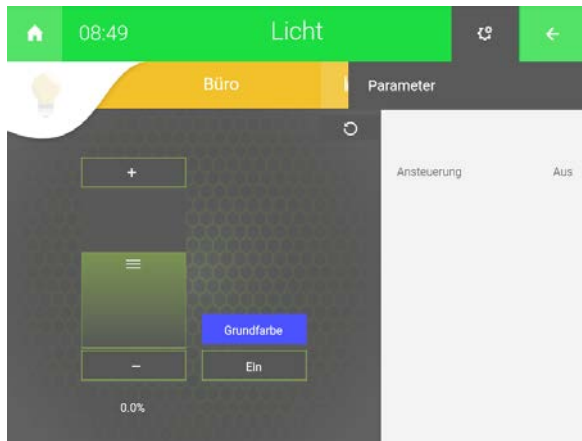 08:49 Licht
Büro
Parameter
Ansteuerung Aus
+
Grundfarbe
− Ein
0.0%